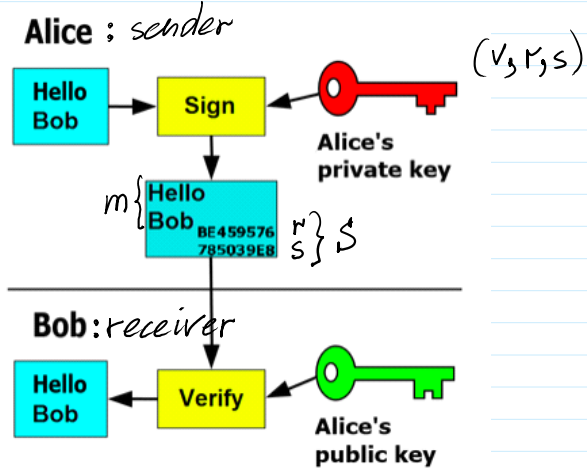 Alice : sender
(v,r,s)
Hello
Bob
Sign
Alice's
private key
m{
Hello
Bob
BE459576
785039E8
r
s
} S
Bob : receiver
Hello
Bob
Verify
Alice's
public key